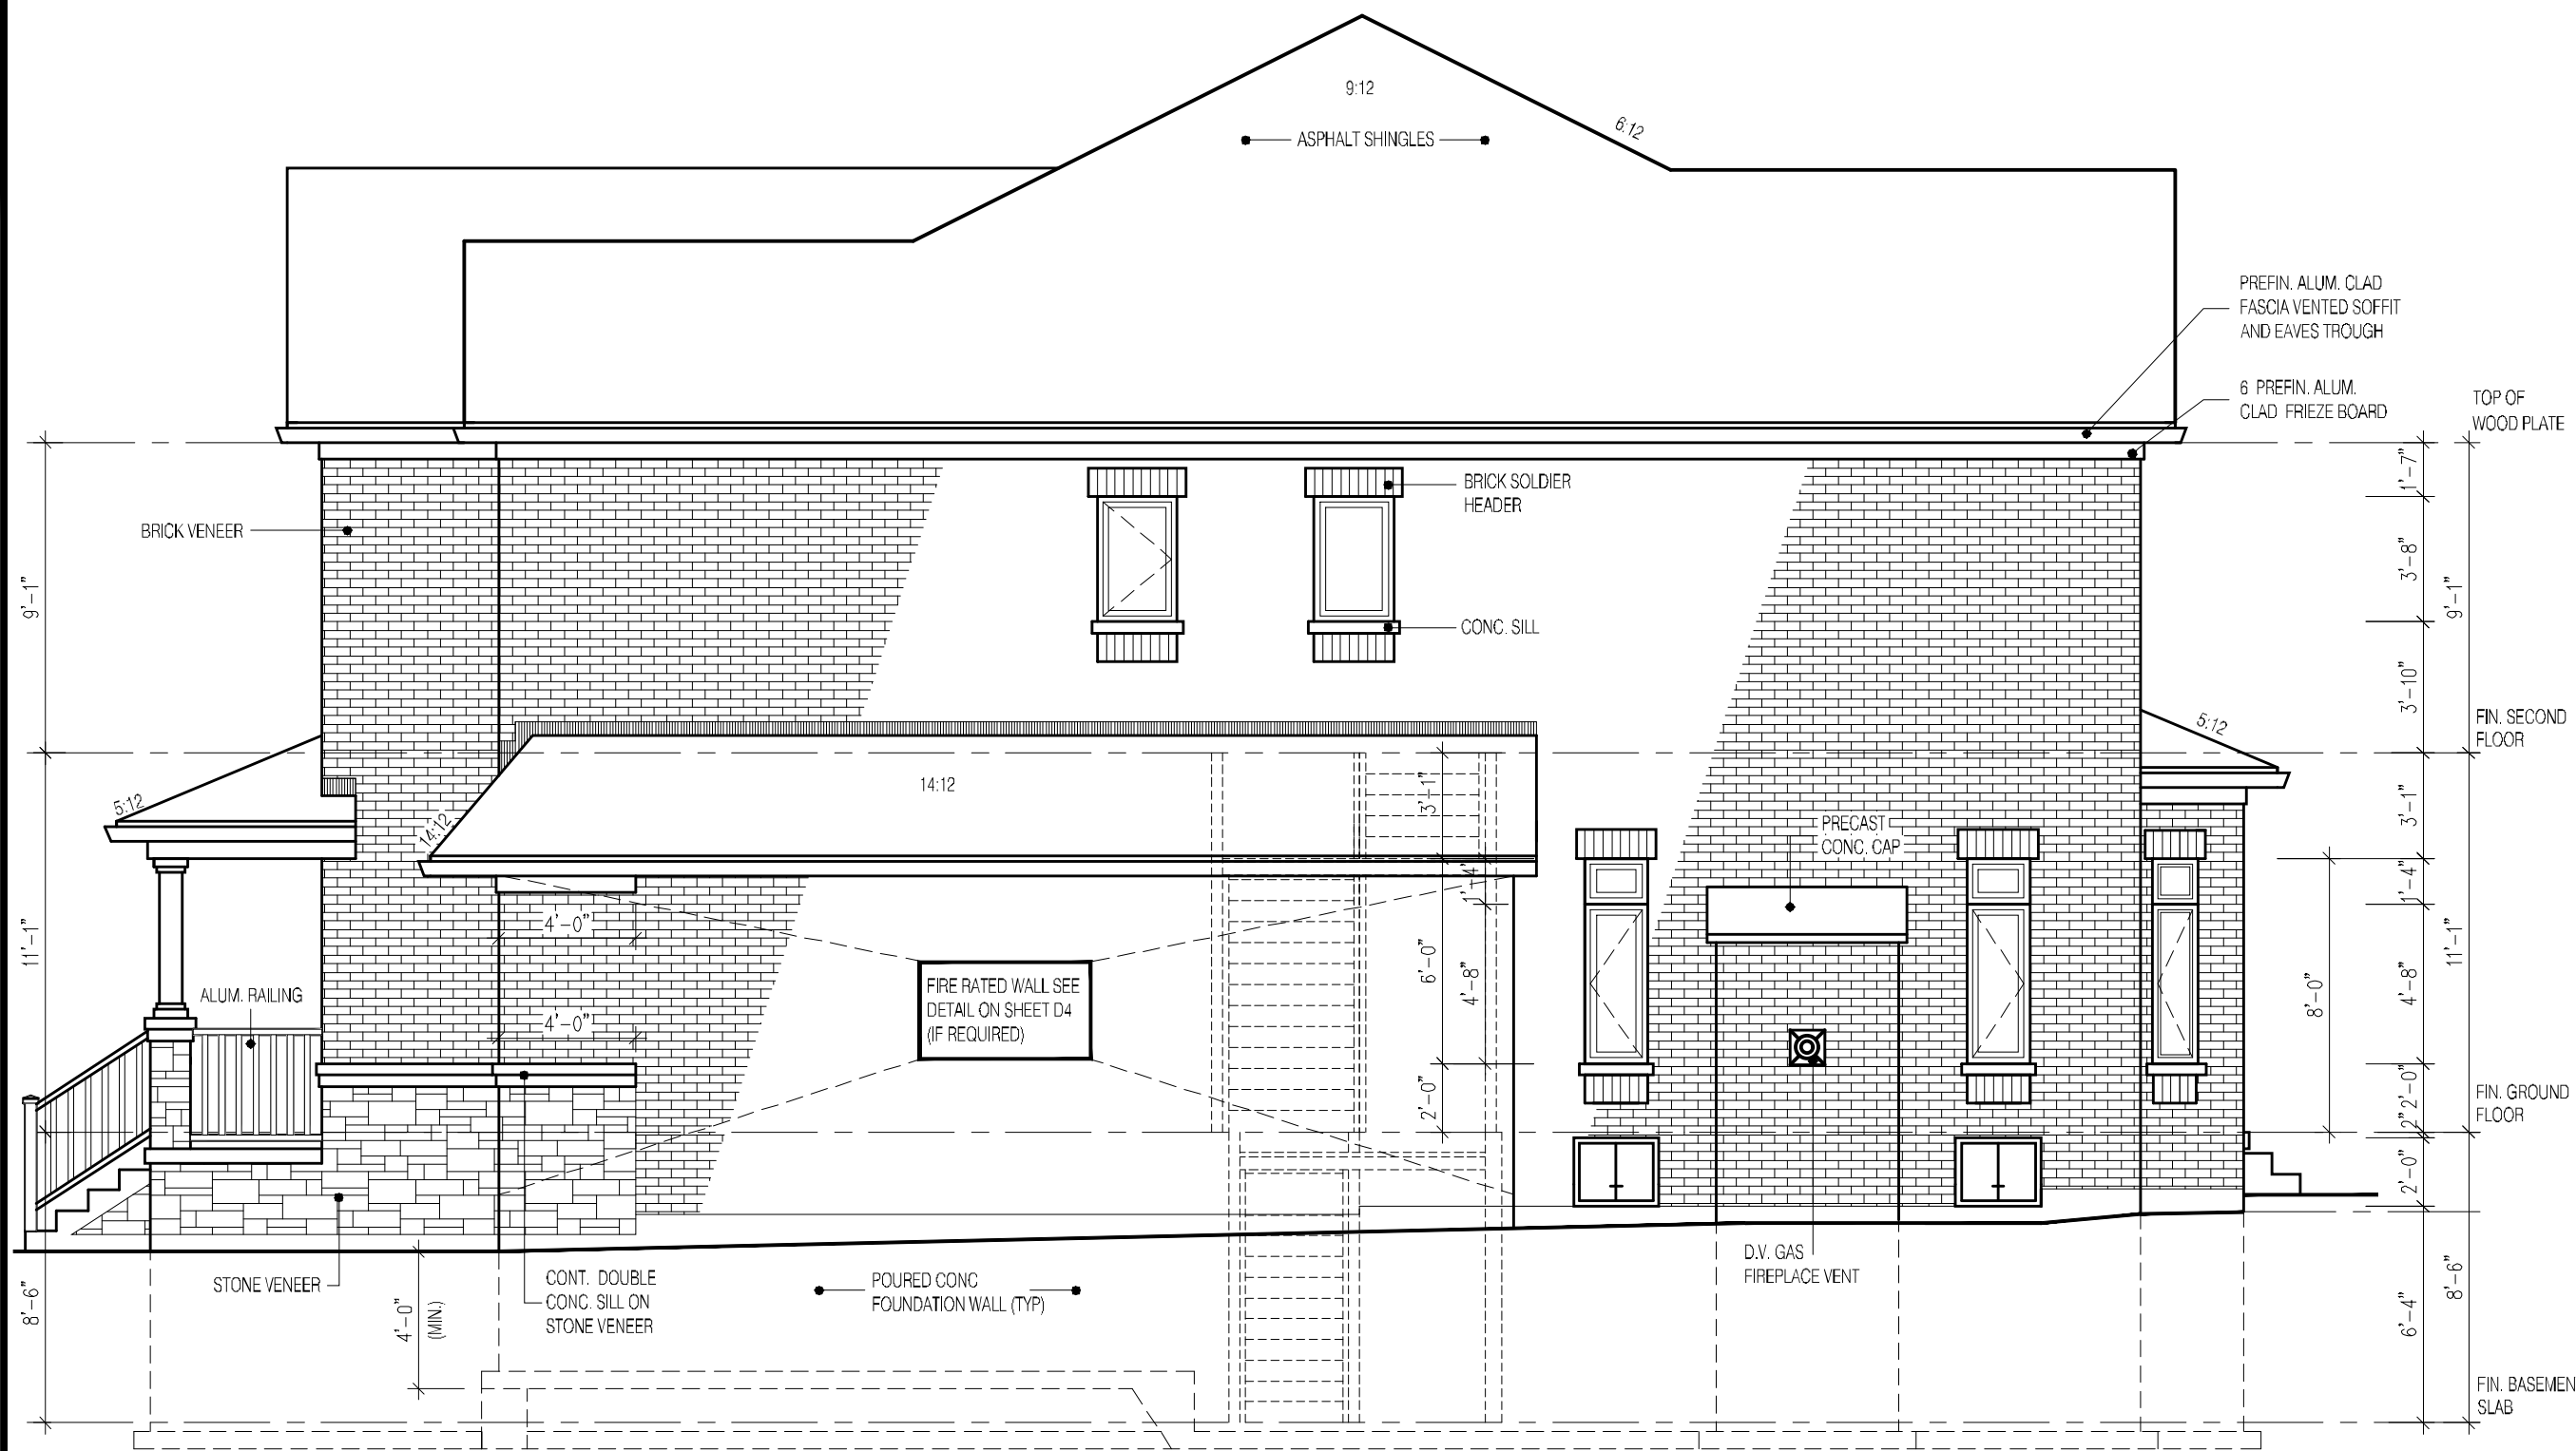 9:12
ASPHALT SHINGLES
6:12
PREFIN. ALUM. CLAD
FASCIA VENTED SOFFIT
AND EAVES TROUGH
6 PREFIN. ALUM.
CLAD FRIEZE BOARD
TOP OF
WOOD PLATE
BRICK VENEER
BRICK SOLDIER
HEADER
CONC. SILL
9'-1"
1'-7"
3'-8"
9'-1"
3'-10"
FIN. SECOND
FLOOR
5:12
5:12
14:12
14:12
3'-1"
3'-1"
PRECAST
CONC. CAP
1'-4"
1'-4"
11'-1"
4'-0"
6'-0"
4'-8"
4'-8"
11'-1"
8'-0"
ALUM. RAILING
4'-0"
FIRE RATED WALL SEE
DETAIL ON SHEET D4
(IF REQUIRED)
2'-0"
2'-0"
2"
FIN. GROUND
FLOOR
2'-0"
STONE VENEER
CONT. DOUBLE
CONC. SILL ON
STONE VENEER
POURED CONC
FOUNDATION WALL (TYP)
D.V. GAS
FIREPLACE VENT
8'-6"
4'-0"
(MIN.)
6'-4"
8'-6"
FIN. BASEMEN
SLAB